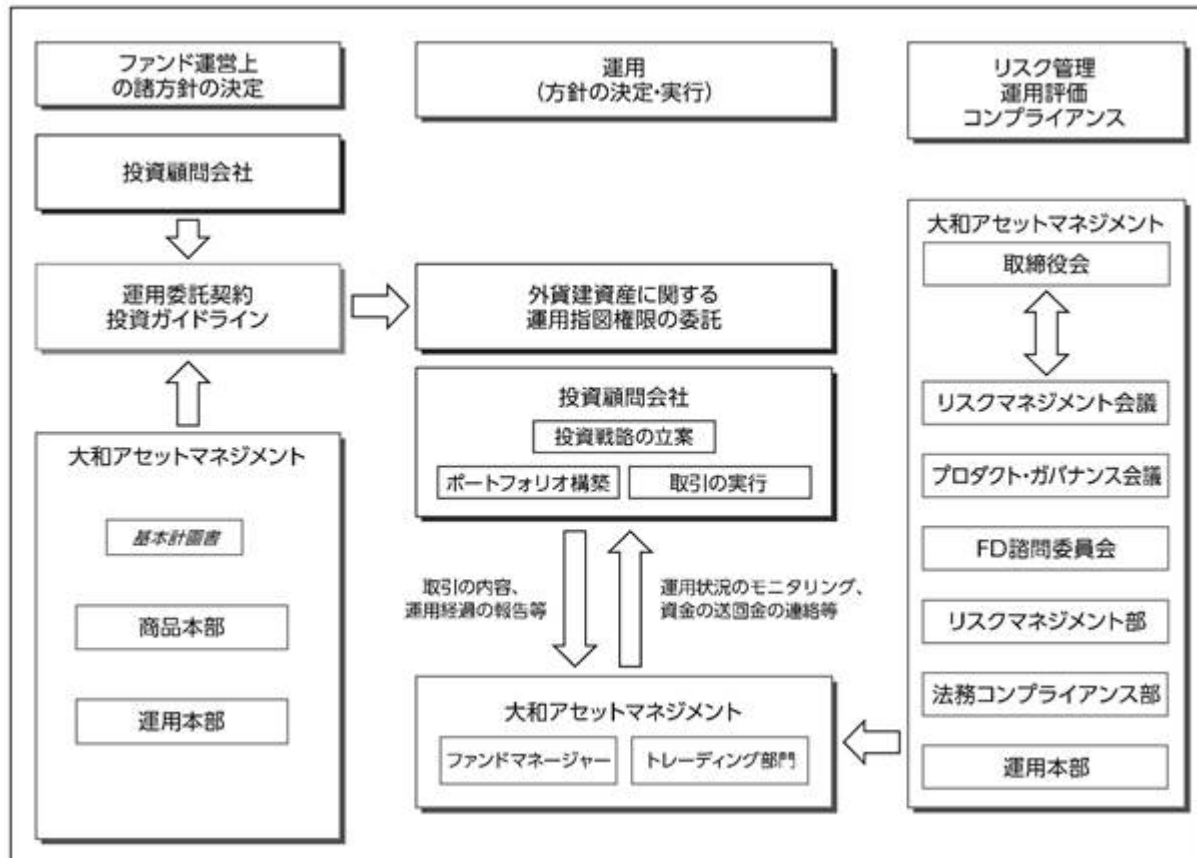 ファンド運営上
の諸方針の決定
運用
(方針の決定・実行)
リスク管理
運用評価
コンプライアンス
投資顧問会社
運用委託契約
投資ガイドライン
大和アセットマネジメント
基本計画書
商品本部
運用本部
外貨建資産に関する
運用指図権限の委託
投資顧問会社
投資戦略の立案
ポートフォリオ構築
取引の実行
取引の内容、
運用経過の報告等
運用状況のモニタリング、
資金の送回金の連絡等
大和アセットマネジメント
ファンドマネージャー
トレーディング部門
大和アセットマネジメント
取締役会
リスクマネジメント会議
プロダクト・ガバナンス会議
FD諮問委員会
リスクマネジメント部
法務コンプライアンス部
運用本部